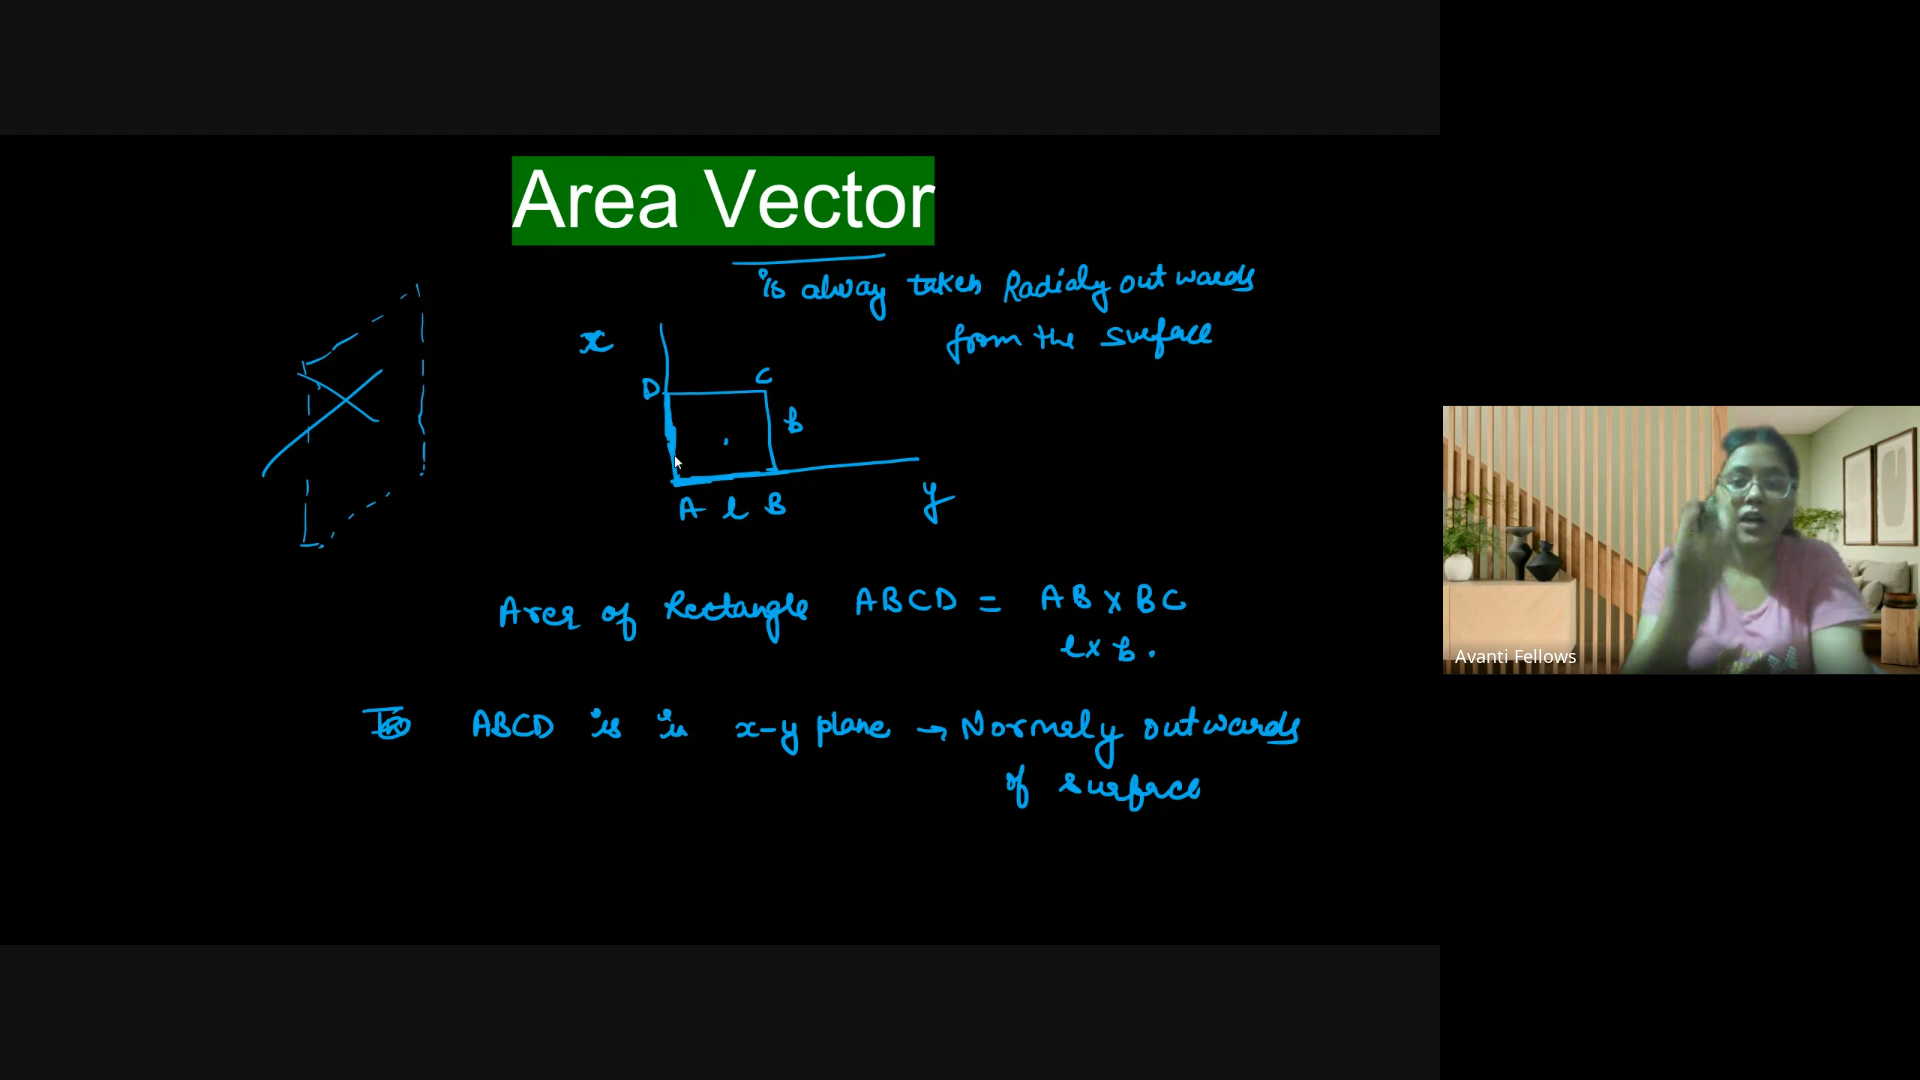 Area Vector
is alway taken Radialy outwards
from the surface
x
D
C
b
A l B
y
Area of Rectangle ABCD = AB x BC
l x b.
ABCD is in x-y plane → Normely outwards
of surface
Avanti Fellows